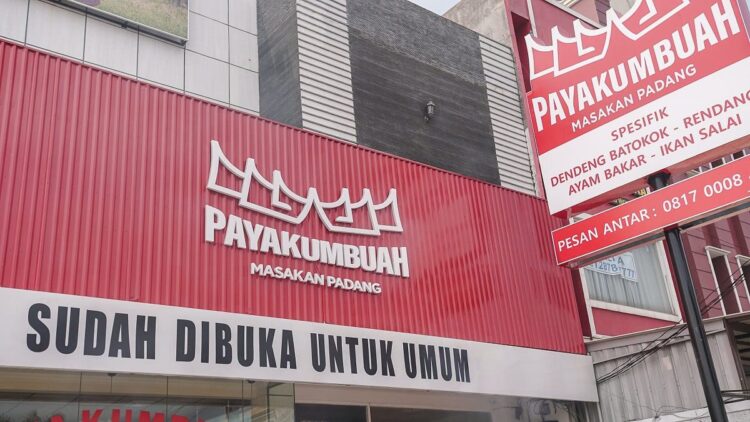 PAYAKUMBUAH
MASAKAN PADANG
SUDAH DIBUKA UNTUK UMUM
PAYAKUMBUAH
MASAKAN PADANG
SPESIFIK
DENDENG BATOKOK - RENDANG
AYAM BAKAR - IKAN SALAI
PESAN ANTAR : 0817 0008